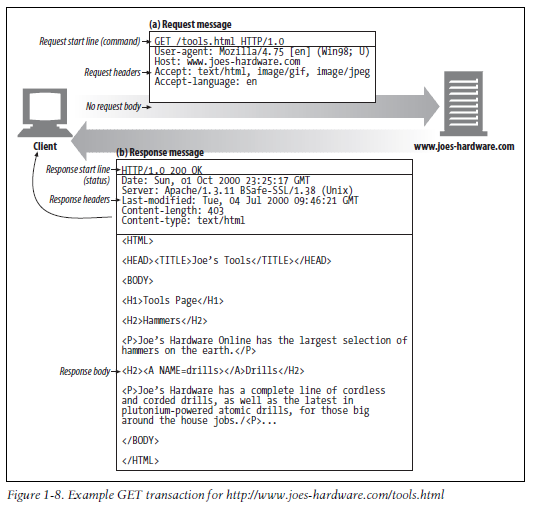 (a) Request message
Request start line (command)
GET /tools.html HTTP/1.0
User-agent: Mozilla/4.75 [en] (Win98; U)
Host: www.joes-hardware.com
Request headers
Accept: text/html, image/gif, image/jpeg
Accept-language: en
No request body
Client
www.joes-hardware.com
(b) Response message
Response start line
(status)
HTTP/1.0 200 OK
Date: Sun, 01 Oct 2000 23:25:17 GMT
Server: Apache/1.3.11 BSafe-SSL/1.38 (Unix)
Response headers
Last-modified: Tue, 04 Jul 2000 09:46:21 GMT
Content-length: 403
Content-type: text/html
<HTML>
<HEAD><TITLE>Joe's Tools</TITLE></HEAD>
<BODY>
<H1>Tools Page</H1>
<H2>Hammers</H2>
<P>Joe's Hardware Online has the largest selection of
hammers on the earth.</P>
Response body
<H2><A NAME=drills></A>Drills</H2>
<P>Joe's Hardware has a complete line of cordless
and corded drills, as well as the latest in
plutonium-powered atomic drills, for those big
around the house jobs./<P>...
</BODY>
</HTML>
Figure 1-8. Example GET transaction for http://www.joes-hardware.com/tools.html